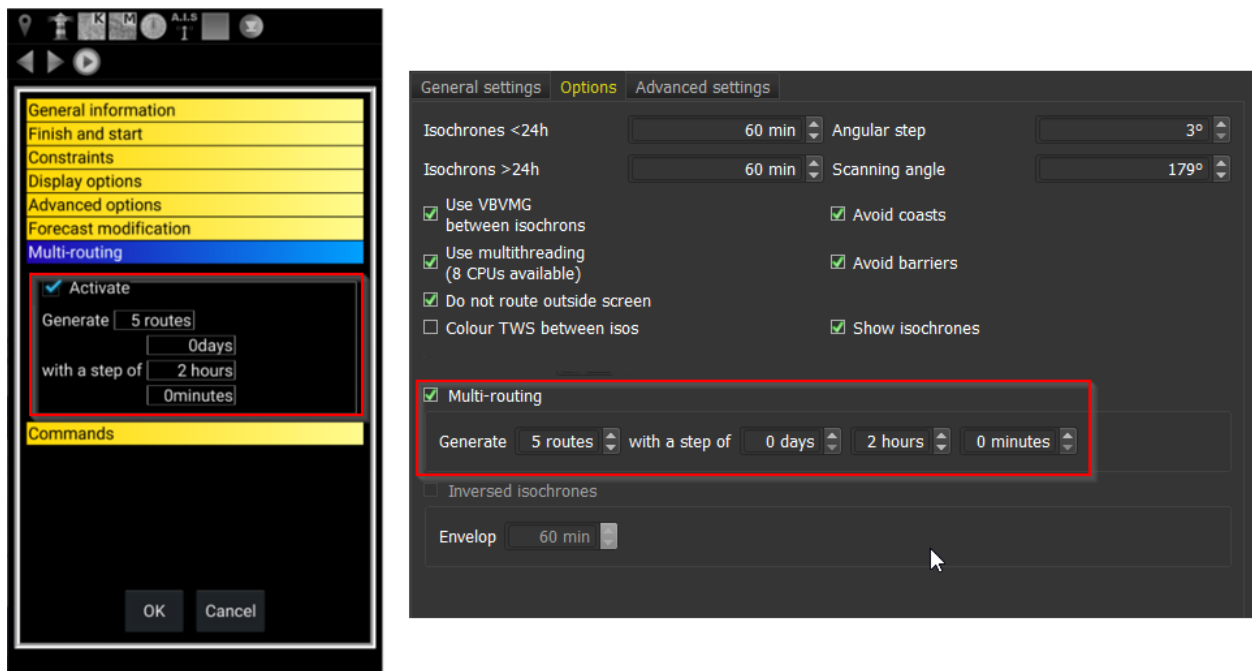 K M A.I.S
General information
Finish and start
Constraints
Display options
Advanced options
Forecast modification
Multi-routing
Activate
Generate 5 routes
0days
with a step of 2 hours
0minutes
Commands
OK Cancel
General settings Options Advanced settings
Isochrones <24h 60 min Angular step 3°
Isochrons >24h 60 min Scanning angle 179°
Use VBVMG
between isochrons
Avoid coasts
Use multithreading
(8 CPUs available)
Avoid barriers
Do not route outside screen
Colour TWS between isos Show isochrones
Multi-routing
Generate 5 routes with a step of 0 days 2 hours 0 minutes
Inversed isochrones
Envelop 60 min